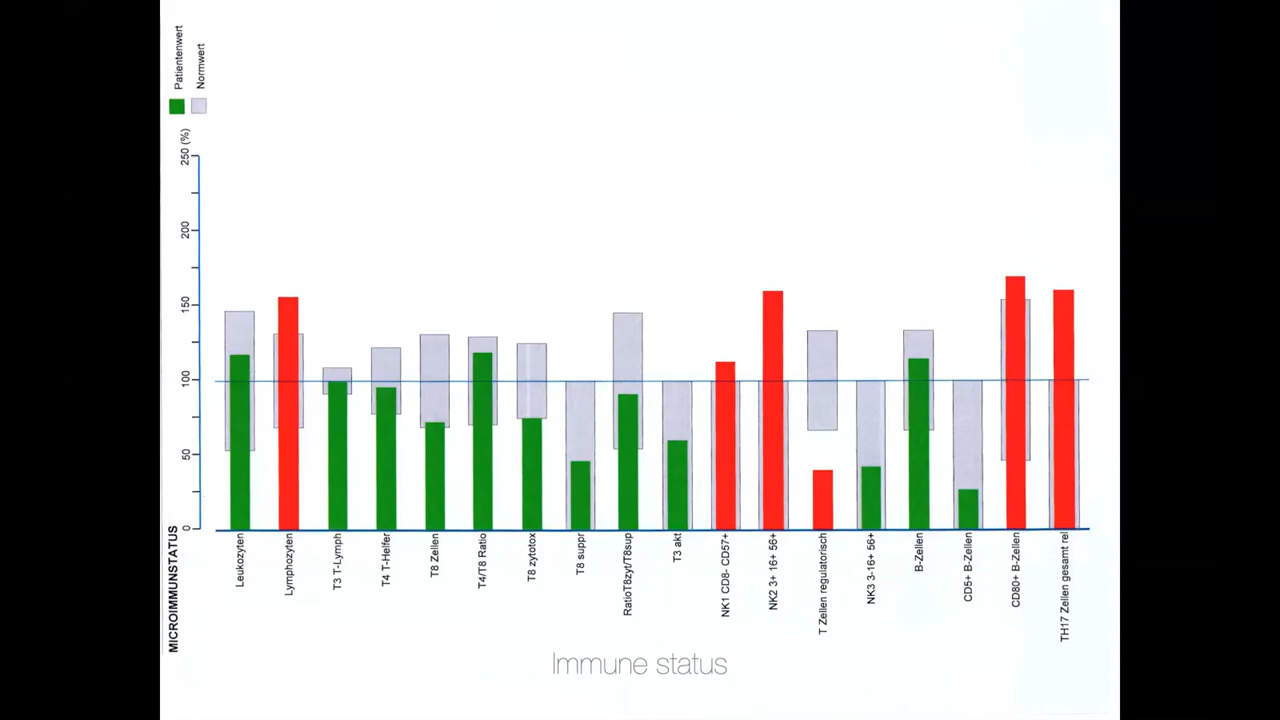 Patientenwert
Normwert
250 (%)
200
150
100
50
0
MICROIMMUNSTATUS
Leukozyten
Lymphozyten
T3 T-Lymph
T4 T-Helfer
T8 Zellen
T4/T8 Ratio
T8 zytotox
T8 suppr
RatioT8zyt/T8sup
T3 akt
NK1 CD8- CD57+
NK2 3+ 16+ 56+
T Zellen regulatorisch
NK3 3-16+ 56+
B-Zellen
CD5+ B-Zellen
CD80+ B-Zellen
TH17 Zellen gesamt rel
Immune status